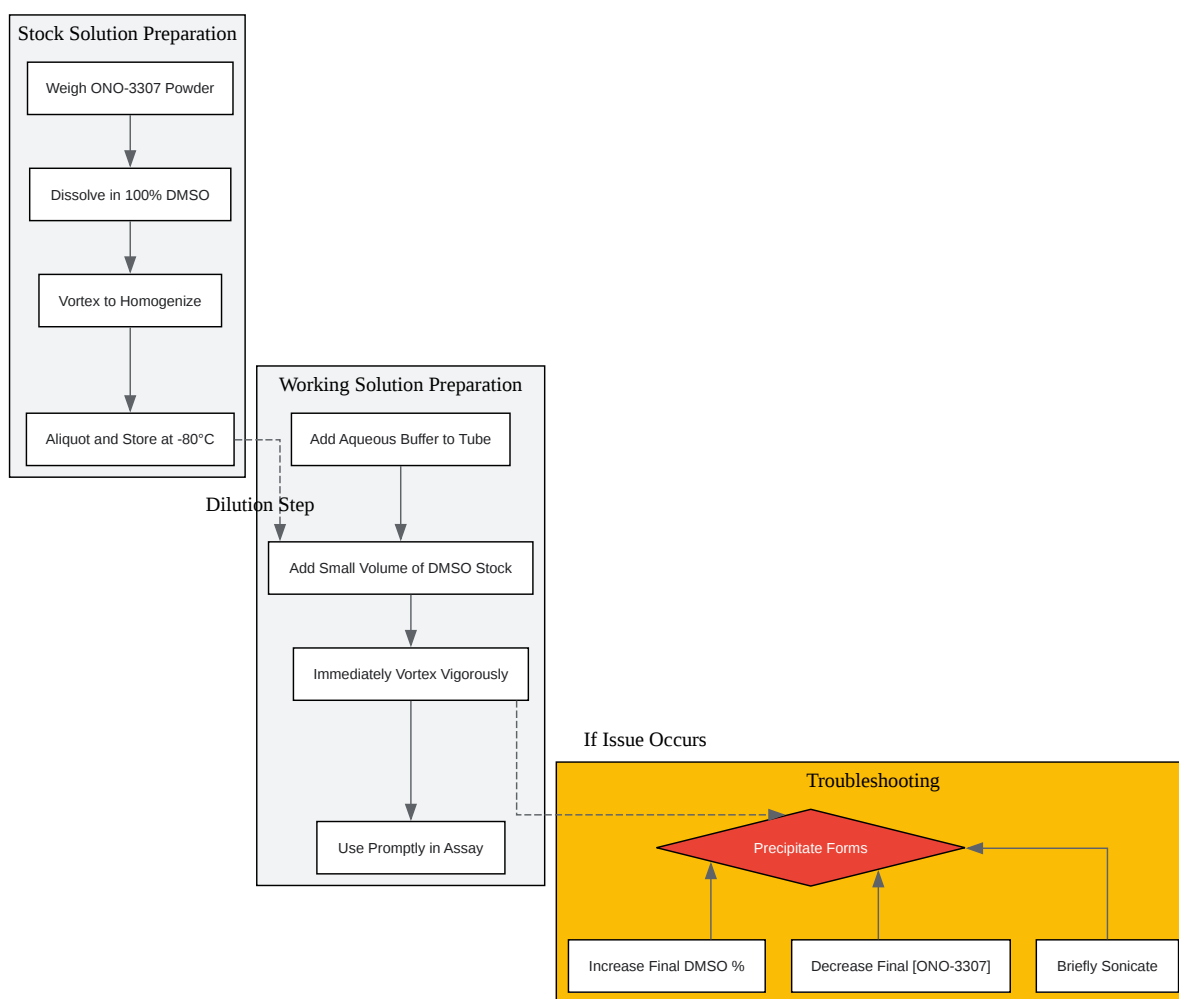 Stock Solution Preparation
Weigh ONO-3307 Powder
Dissolve in 100% DMSO
Vortex to Homogenize
Aliquot and Store at -80°C
Dilution Step
Working Solution Preparation
Add Aqueous Buffer to Tube
Add Small Volume of DMSO Stock
Immediately Vortex Vigorously
Use Promptly in Assay
If Issue Occurs
Troubleshooting
Precipitate Forms
Increase Final DMSO %
Decrease Final [ONO-3307]
Briefly Sonicate